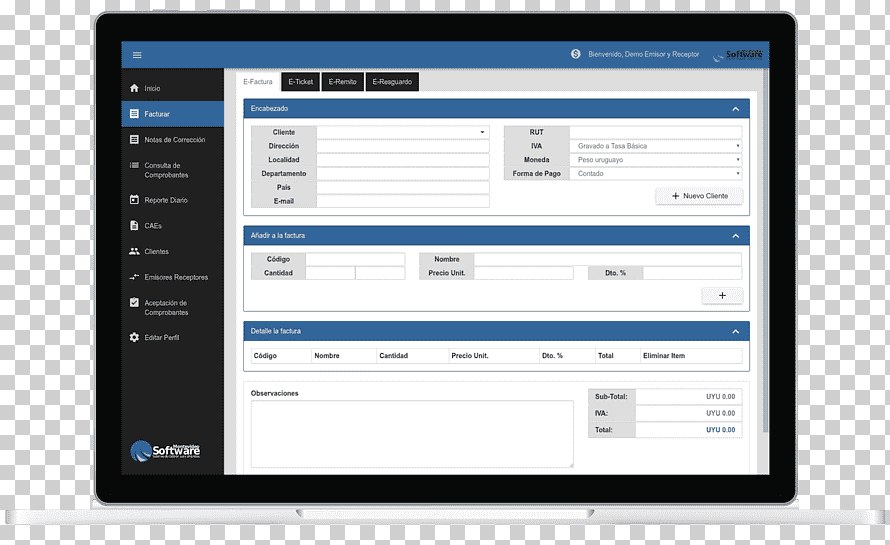 Bienvenido, Demo Emisor y Receptor
Software
Inicio
Facturar
Notas de Corrección
Consulta de
Comprobantes
Reporte Diario
CAEs
Clientes
Emisores Receptores
Aceptación de
Comprobantes
Editar Perfil
Montevideo
Software
E-Factura E-Ticket E-Remito E-Resguardo
Encabezado
Cliente
Dirección
Localidad
Departamento
País
E-mail
RUT
IVA Gravado a Tasa Básica
Moneda Peso uruguayo
Forma de Pago Contado
+ Nuevo Cliente
Añadir a la factura
Código Nombre
Cantidad Precio Unit. Dto. %
+
Detalle la factura
Código Nombre Cantidad Precio Unit. Dto. % Total Eliminar Item
Observaciones
Sub-Total: UYU 0.00
IVA: UYU 0.00
Total: UYU 0.00